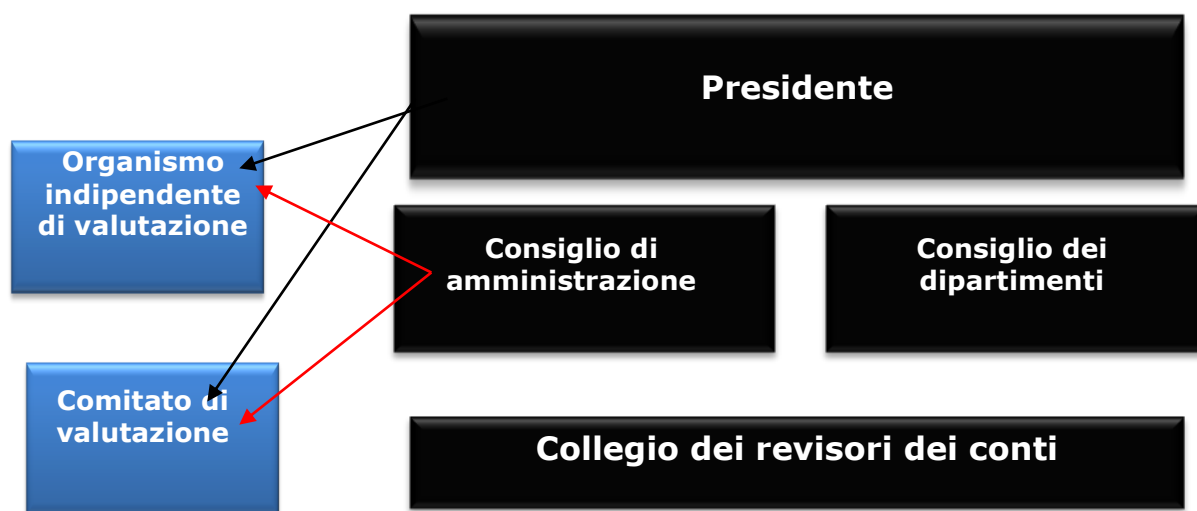 Presidente
Organismo
indipendente
di valutazione
Consiglio di
amministrazione
Consiglio dei
dipartimenti
Comitato di
valutazione
Collegio dei revisori dei conti